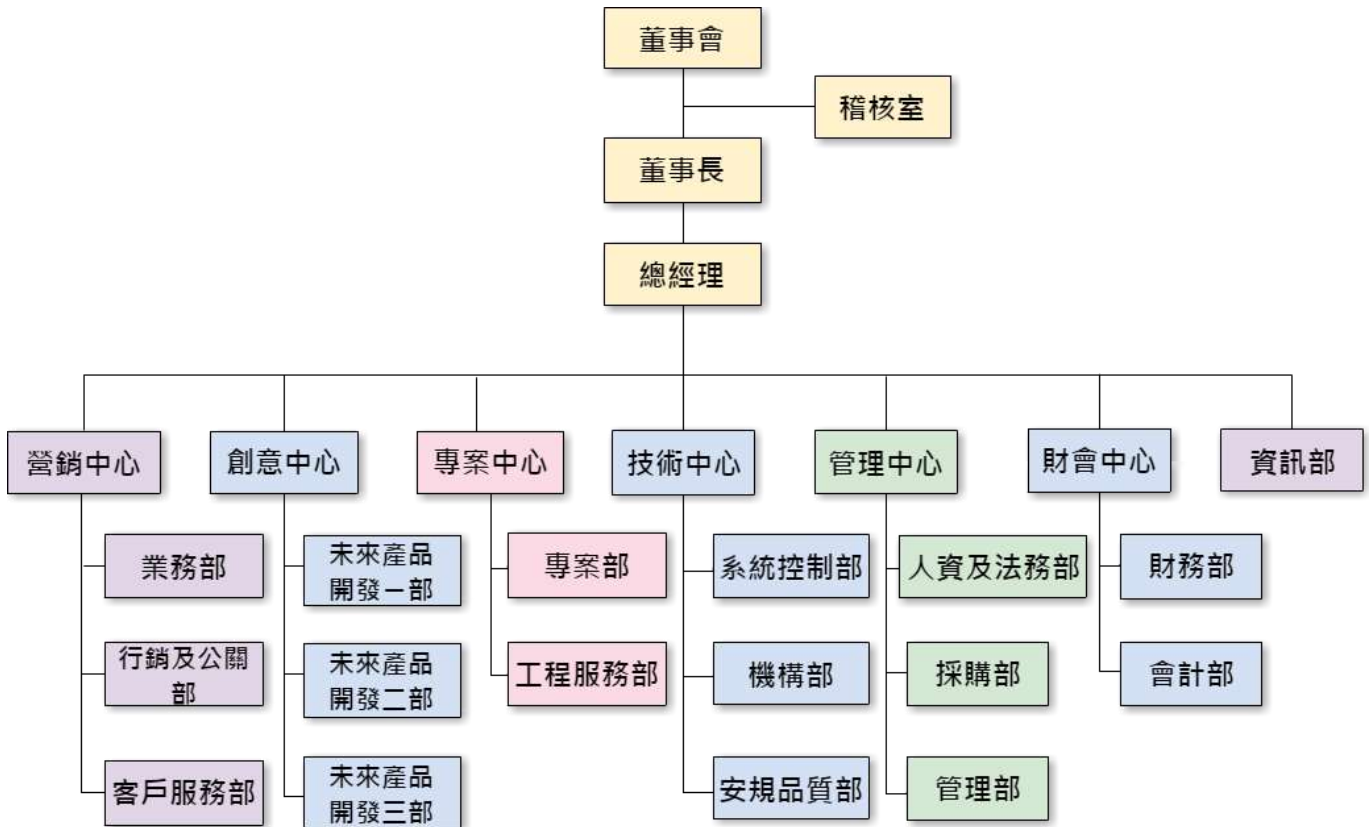 董事會
稽核室
董事長
總經理
營銷中心
創意中心
專案中心
技術中心
管理中心
財會中心
資訊部
業務部
未來產品
開發一部
專案部
系統控制部
人資及法務部
財務部
行銷及公關
部
未來產品
開發二部
工程服務部
機構部
採購部
會計部
客戶服務部
未來產品
開發三部
安規品質部
管理部